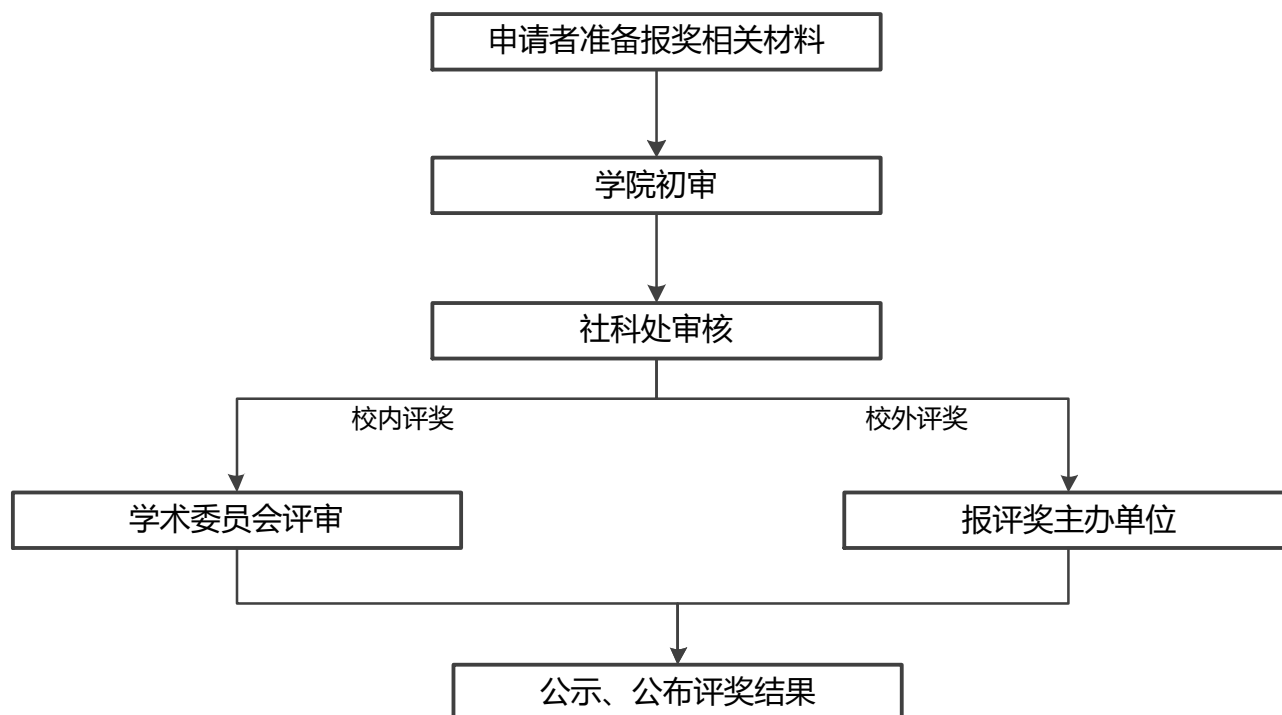 申请者准备报奖相关材料
学院初审
社科处审核
校内评奖
校外评奖
学术委员会评审
报评奖主办单位
公示、公布评奖结果